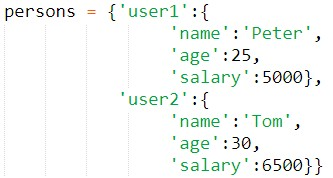 persons = {'user1':{
'name':'Peter',
'age':25,
'salary':5000},
'user2':{
'name':'Tom',
'age':30,
'salary':6500}}